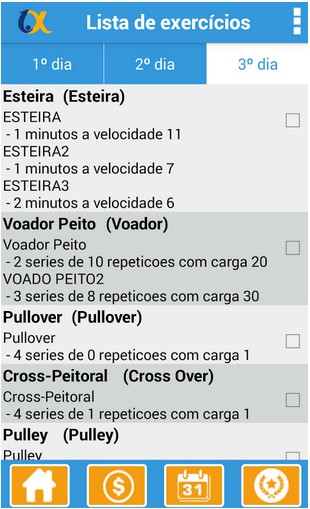 Lista de exercícios
1º dia
2º dia
3º dia
Esteira (Esteira)
ESTEIRA
- 1 minutos a velocidade 11
ESTEIRA2
- 1 minutos a velocidade 7
ESTEIRA3
- 2 minutos a velocidade 6
Voador Peito (Voador)
Voador Peito
- 2 series de 10 repeticoes com carga 20
VOADO PEITO2
- 3 series de 8 repeticoes com carga 30
Pullover (Pullover)
Pullover
- 4 series de 0 repeticoes com carga 1
Cross-Peitoral (Cross Over)
Cross-Peitoral
- 4 series de 1 repeticoes com carga 1
Pulley (Pulley)
Pulley
$
31